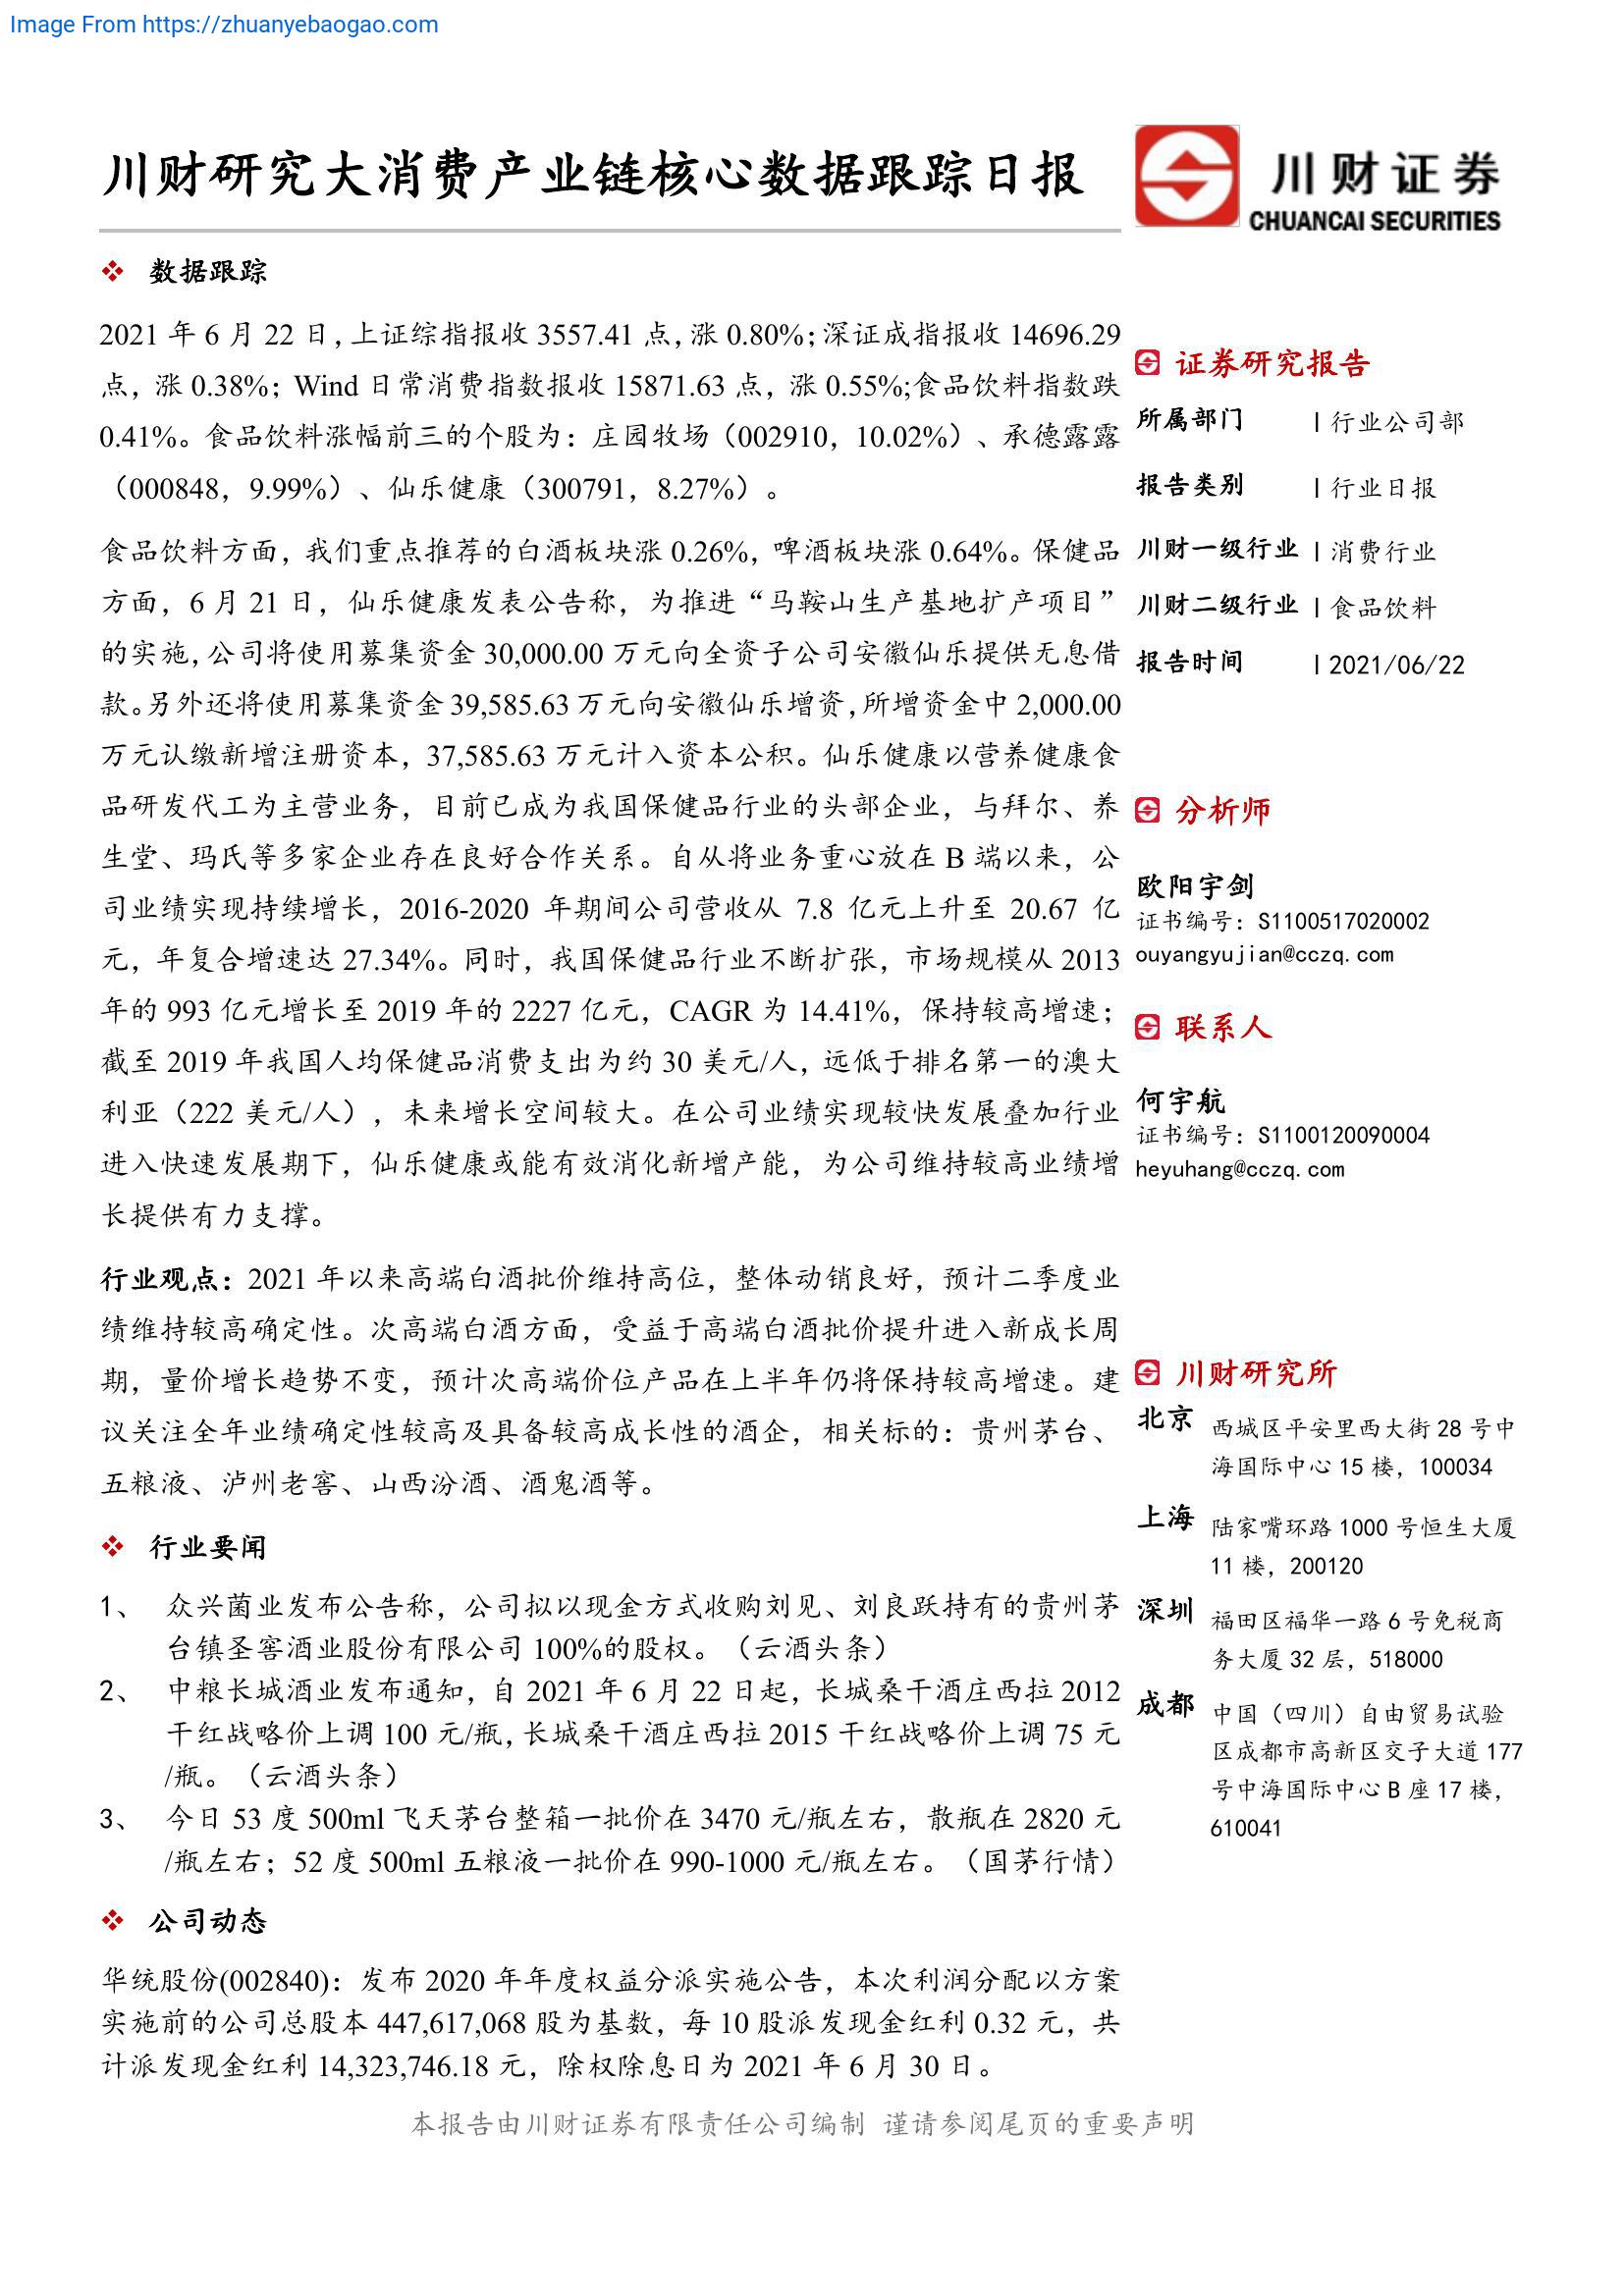 Image From https://zhuanyebaogao.com
川财研究大消费产业链核心数据跟踪日报
川财证券
CHUANCAI SECURITIES
数据跟踪
2021 年 6 月 22 日，上证综指报收 3557.41 点，涨 0.80%；深证成指报收 14696.29
点，涨 0.38%；Wind 日常消费指数报收 15871.63 点，涨 0.55%;食品饮料指数跌
0.41%。食品饮料涨幅前三的个股为：庄园牧场（002910，10.02%）、承德露露
（000848，9.99%）、仙乐健康（300791，8.27%）。
食品饮料方面，我们重点推荐的白酒板块涨 0.26%，啤酒板块涨 0.64%。保健品
方面，6 月 21 日，仙乐健康发表公告称，为推进“马鞍山生产基地扩产项目”
的实施，公司将使用募集资金 30,000.00 万元向全资子公司安徽仙乐提供无息借
款。另外还将使用募集资金 39,585.63 万元向安徽仙乐增资，所增资金中 2,000.00
万元认缴新增注册资本，37,585.63 万元计入资本公积。仙乐健康以营养健康食
品研发代工为主营业务，目前已成为我国保健品行业的头部企业，与拜尔、养
生堂、玛氏等多家企业存在良好合作关系。自从将业务重心放在 B 端以来，公
司业绩实现持续增长，2016-2020 年期间公司营收从 7.8 亿元上升至 20.67 亿
元，年复合增速达 27.34%。同时，我国保健品行业不断扩张，市场规模从 2013
年的 993 亿元增长至 2019 年的 2227 亿元，CAGR 为 14.41%，保持较高增速；
截至 2019 年我国人均保健品消费支出为约 30 美元/人，远低于排名第一的澳大
利亚（222 美元/人），未来增长空间较大。在公司业绩实现较快发展叠加行业
进入快速发展期下，仙乐健康或能有效消化新增产能，为公司维持较高业绩增
长提供有力支撑。
行业观点：2021 年以来高端白酒批价维持高位，整体动销良好，预计二季度业
绩维持较高确定性。次高端白酒方面，受益于高端白酒批价提升进入新成长周
期，量价增长趋势不变，预计次高端价位产品在上半年仍将保持较高增速。建
议关注全年业绩确定性较高及具备较高成长性的酒企，相关标的：贵州茅台、
五粮液、泸州老窖、山西汾酒、酒鬼酒等。
行业要闻
1、 众兴菌业发布公告称，公司拟以现金方式收购刘见、刘良跃持有的贵州茅
台镇圣窖酒业股份有限公司 100%的股权。（云酒头条）
2、 中粮长城酒业发布通知，自 2021 年 6 月 22 日起，长城桑干酒庄西拉 2012
干红战略价上调 100 元/瓶，长城桑干酒庄西拉 2015 干红战略价上调 75 元
/瓶。（云酒头条）
3、 今日 53 度 500ml 飞天茅台整箱一批价在 3470 元/瓶左右，散瓶在 2820 元
/瓶左右；52 度 500ml 五粮液一批价在 990-1000 元/瓶左右。（国茅行情）
公司动态
华统股份(002840)：发布 2020 年年度权益分派实施公告，本次利润分配以方案
实施前的公司总股本 447,617,068 股为基数，每 10 股派发现金红利 0.32 元，共
计派发现金红利 14,323,746.18 元，除权除息日为 2021 年 6 月 30 日。
证券研究报告
所属部门 | 行业公司部
报告类别 | 行业日报
川财一级行业 | 消费行业
川财二级行业 | 食品饮料
报告时间 | 2021/06/22
分析师
欧阳宇剑
证书编号：S1100517020002
ouyangyujian@cczq.com
联系人
何宇航
证书编号：S1100120090004
heyuhang@cczq.com
川财研究所
北京 西城区平安里西大街 28 号中
海国际中心 15 楼，100034
上海 陆家嘴环路 1000 号恒生大厦
11 楼，200120
深圳 福田区福华一路 6 号免税商
务大厦 32 层，518000
成都 中国（四川）自由贸易试验
区成都市高新区交子大道 177
号中海国际中心 B 座 17 楼，
610041
本报告由川财证券有限责任公司编制 谨请参阅尾页的重要声明